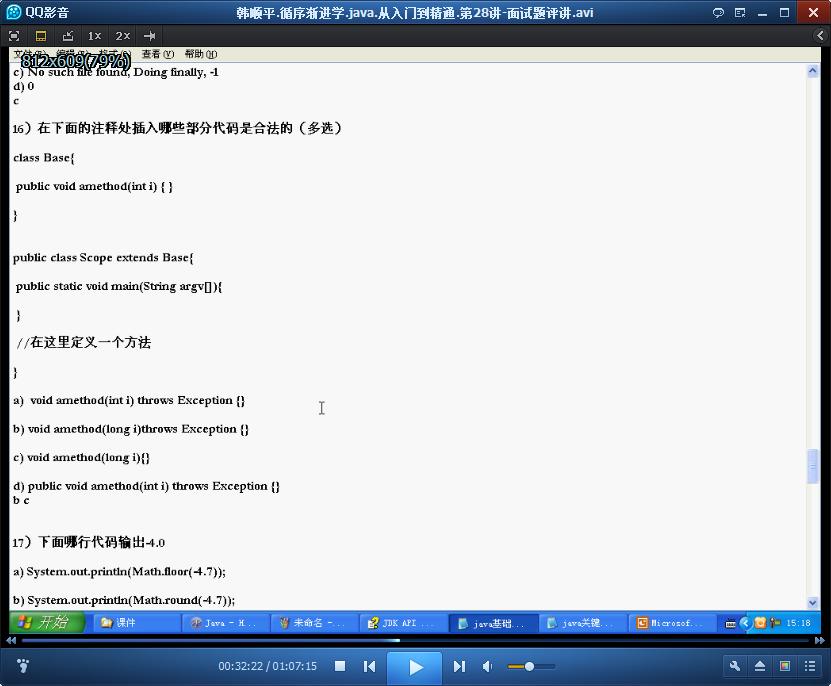 QQ影音
韩顺平.循序渐进学.java.从入门到精通.第28讲-面试题评讲.avi
1× 2×
文件(F) 编辑(E) 格式(O) 查看(V) 帮助(H)
812x609(79%)
c) No such file found, Doing finally, -1
d) 0
c
16）在下面的注释处插入哪些部分代码是合法的（多选）
class Base{
public void amethod(int i) { }
}
public class Scope extends Base{
public static void main(String argv[]){
}
//在这里定义一个方法
}
a) void amethod(int i) throws Exception {}
b) void amethod(long i)throws Exception {}
c) void amethod(long i){}
d) public void amethod(int i) throws Exception {}
b c
17）下面哪行代码输出-4.0
a) System.out.println(Math.floor(-4.7));
b) System.out.println(Math.round(-4.7));
开始 课件 Java - H... 未命名 -... JDK API ... java基础... java关键... Microsof... 15:18
00:32:22 / 01:07:15